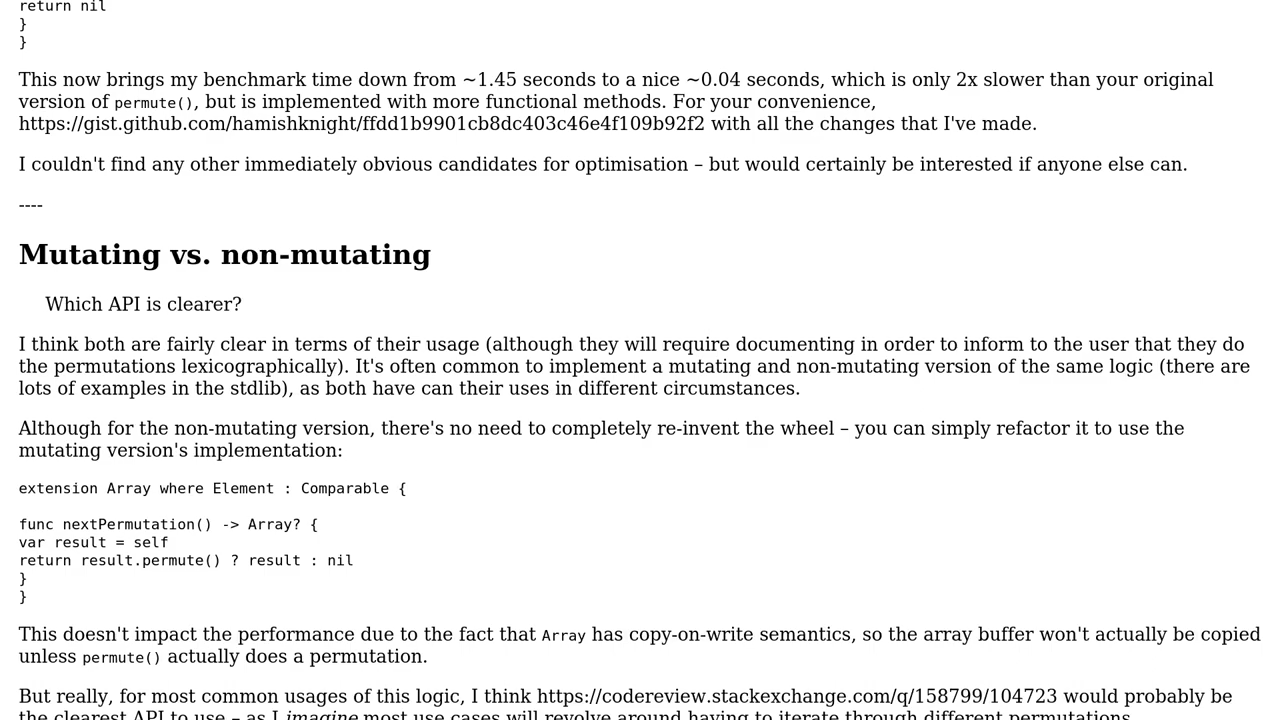 return nil
}
}
This now brings my benchmark time down from ~1.45 seconds to a nice ~0.04 seconds, which is only 2x slower than your original
version of permute(), but is implemented with more functional methods. For your convenience,
https://gist.github.com/hamishknight/ffdd1b9901cb8dc403c46e4f109b92f2 with all the changes that I've made.
I couldn't find any other immediately obvious candidates for optimisation – but would certainly be interested if anyone else can.
----
Mutating vs. non-mutating
Which API is clearer?
I think both are fairly clear in terms of their usage (although they will require documenting in order to inform to the user that they do
the permutations lexicographically). It's often common to implement a mutating and non-mutating version of the same logic (there are
lots of examples in the stdlib), as both have can their uses in different circumstances.
Although for the non-mutating version, there's no need to completely re-invent the wheel – you can simply refactor it to use the
mutating version's implementation:
extension Array where Element : Comparable {
func nextPermutation() -> Array? {
var result = self
return result.permute() ? result : nil
}
}
This doesn't impact the performance due to the fact that Array has copy-on-write semantics, so the array buffer won't actually be copied
unless permute() actually does a permutation.
But really, for most common usages of this logic, I think https://codereview.stackexchange.com/q/158799/104723 would probably be
the clearest API to use – as I imagine most use cases will revolve around having to iterate through different permutations.